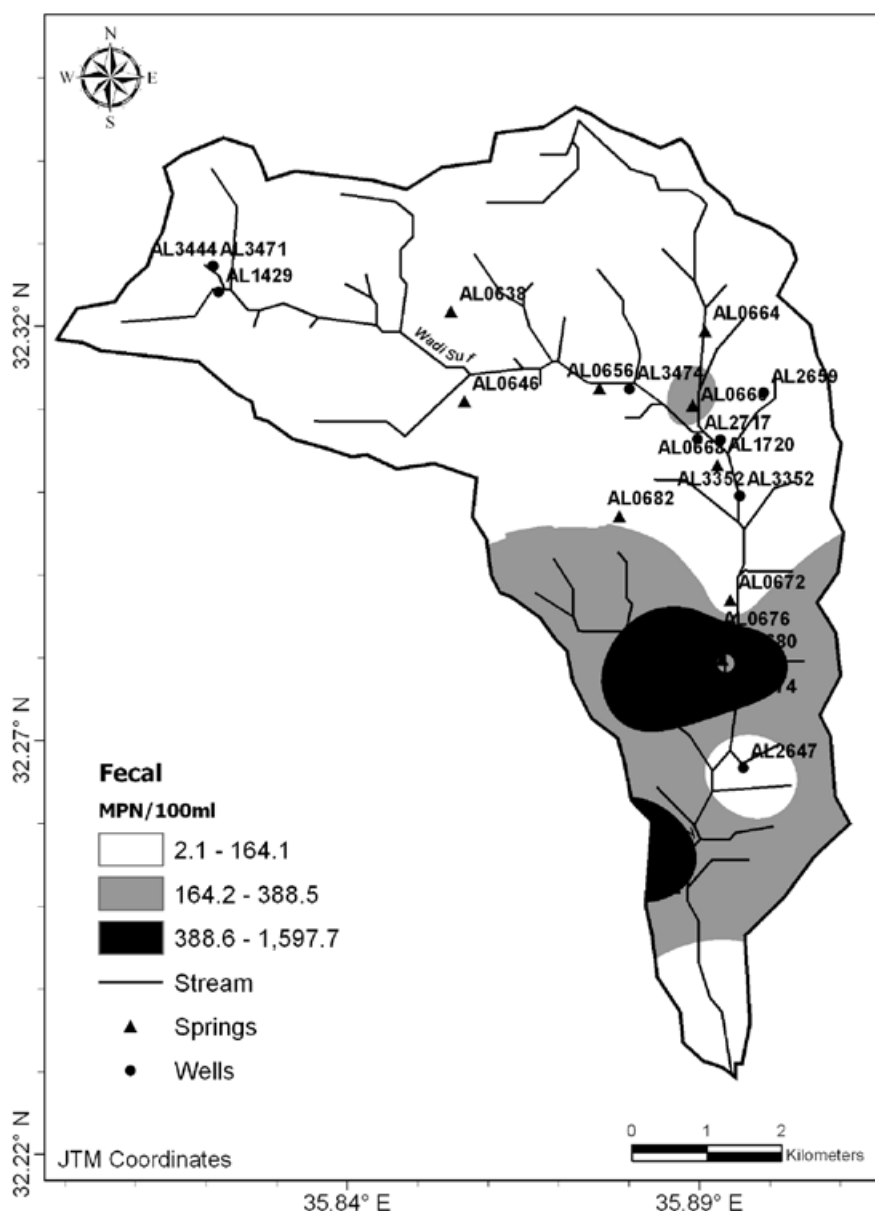 N
W E
S
AL3444 AL3471
AL1429
AL0638
32.32° N
AL0664
Wadi Suf
AL0656 AL3474
AL2659
AL0646
AL0660
AL2717
AL0668 AL1720
AL3352 AL3352
AL0682
AL0672
AL0676
680
74
32.27° N
AL2647
Fecal
MPN/100ml
2.1 - 164.1
164.2 - 388.5
388.6 - 1,597.7
Stream
Springs
Wells
32.22° N
JTM Coordinates
0 1 2
Kilometers
35.84° E 35.89° E